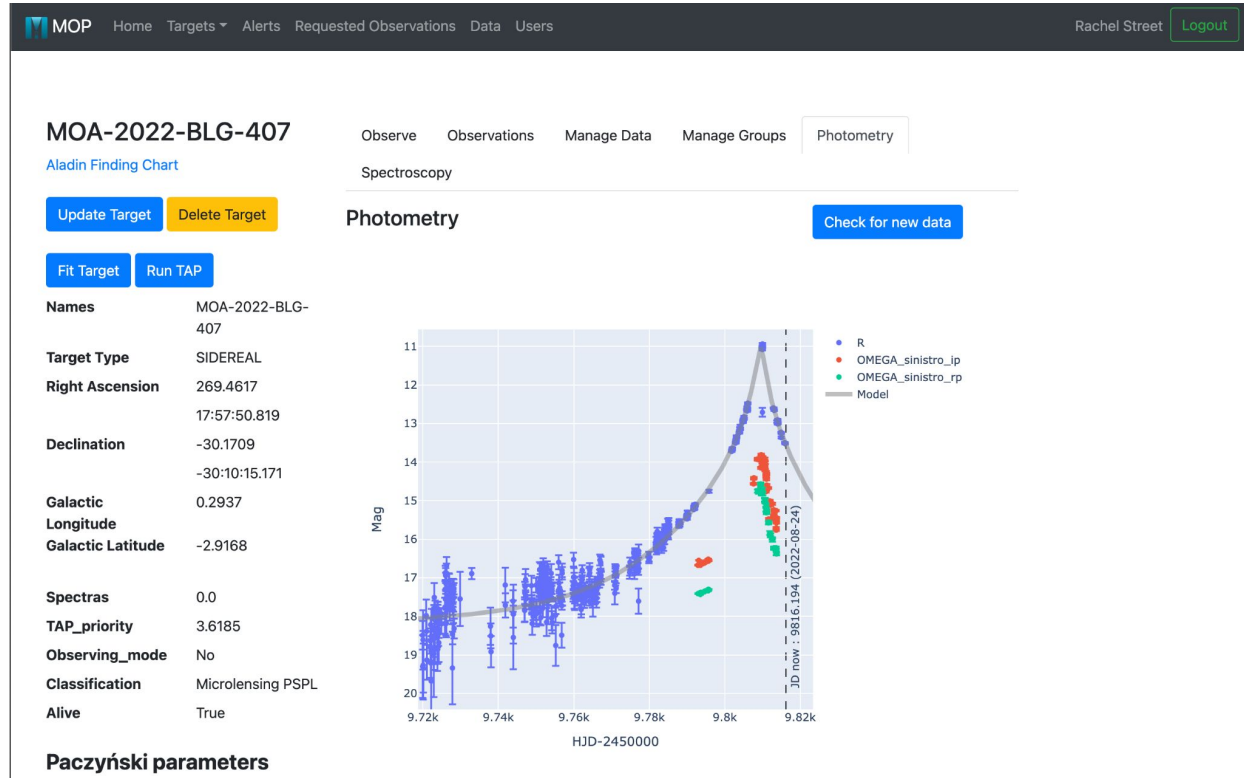 MOP Home Targets Alerts Requested Observations Data Users Rachel Street Logout
MOA-2022-BLG-407
Aladin Finding Chart
Update Target Delete Target
Fit Target Run TAP
Names MOA-2022-BLG-
407
Target Type SIDEREAL
Right Ascension 269.4617
17:57:50.819
Declination -30.1709
-30:10:15.171
Galactic 0.2937
Longitude
Galactic Latitude -2.9168
Spectras 0.0
TAP_priority 3.6185
Observing_mode No
Classification Microlensing PSPL
Alive True
Paczyński parameters
Observe Observations Manage Data Manage Groups Photometry
Spectroscopy
Photometry Check for new data
11
12
13
14
15
16
17
18
19
20
Mag
9.72k 9.74k 9.76k 9.78k 9.8k 9.82k
HJD-2450000
JD now : 9816.194 (2022-08-24)
R
OMEGA_sinistro_ip
OMEGA_sinistro_rp
Model